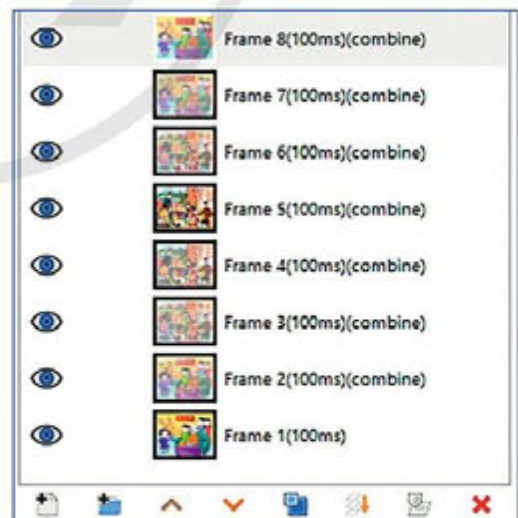 Frame 8(100ms)(combine)
Frame 7(100ms)(combine)
Frame 6(100ms)(combine)
Frame 5(100ms)(combine)
Frame 4(100ms)(combine)
Frame 3(100ms)(combine)
Frame 2(100ms)(combine)
Frame 1(100ms)